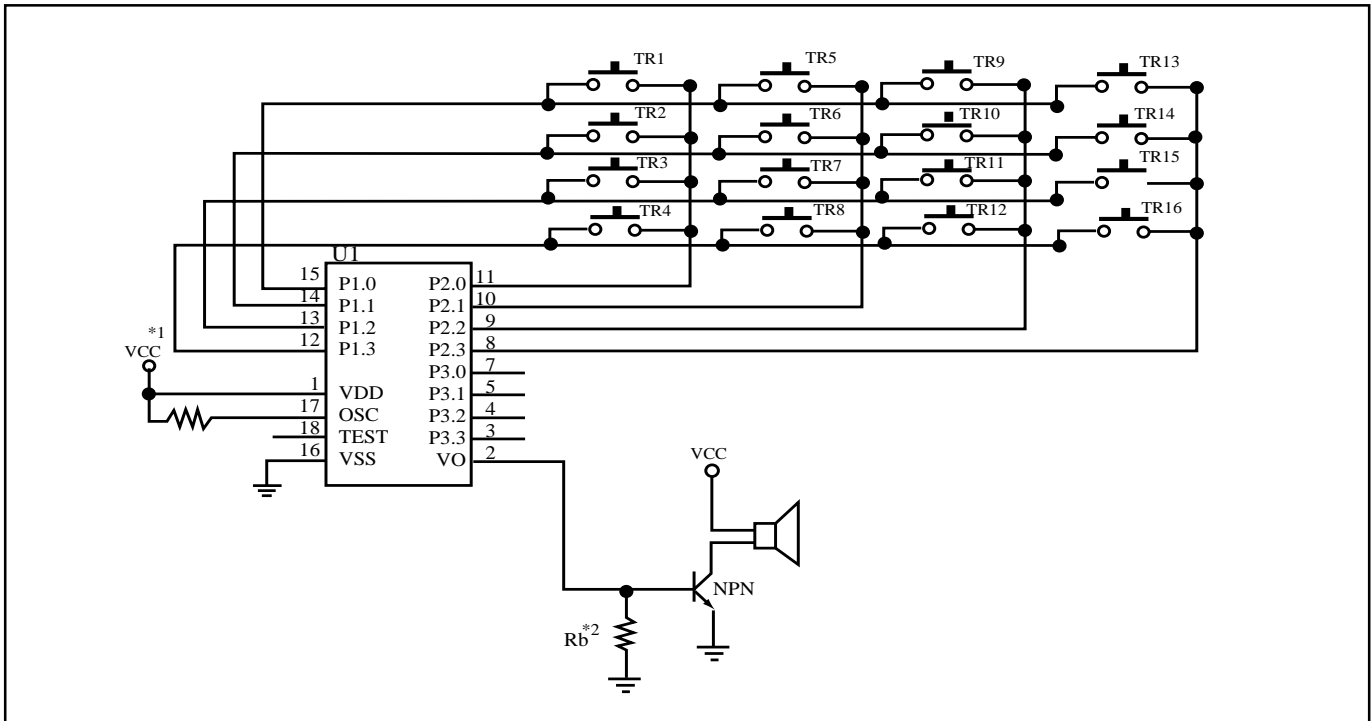 TR1 TR5 TR9 TR13
TR2 TR6 TR10 TR14
TR3 TR7 TR11 TR15
TR4 TR8 TR12 TR16
U1
15 P1.0 P2.0 11
14 P1.1 P2.1 10
13 P1.2 P2.2 9
12 P1.3 P2.3 8
*1
VCC
P3.0 7
1 VDD P3.1 5
17 OSC P3.2 4
18 TEST P3.3 3
16 VSS VO 2
VCC
NPN
Rb*2